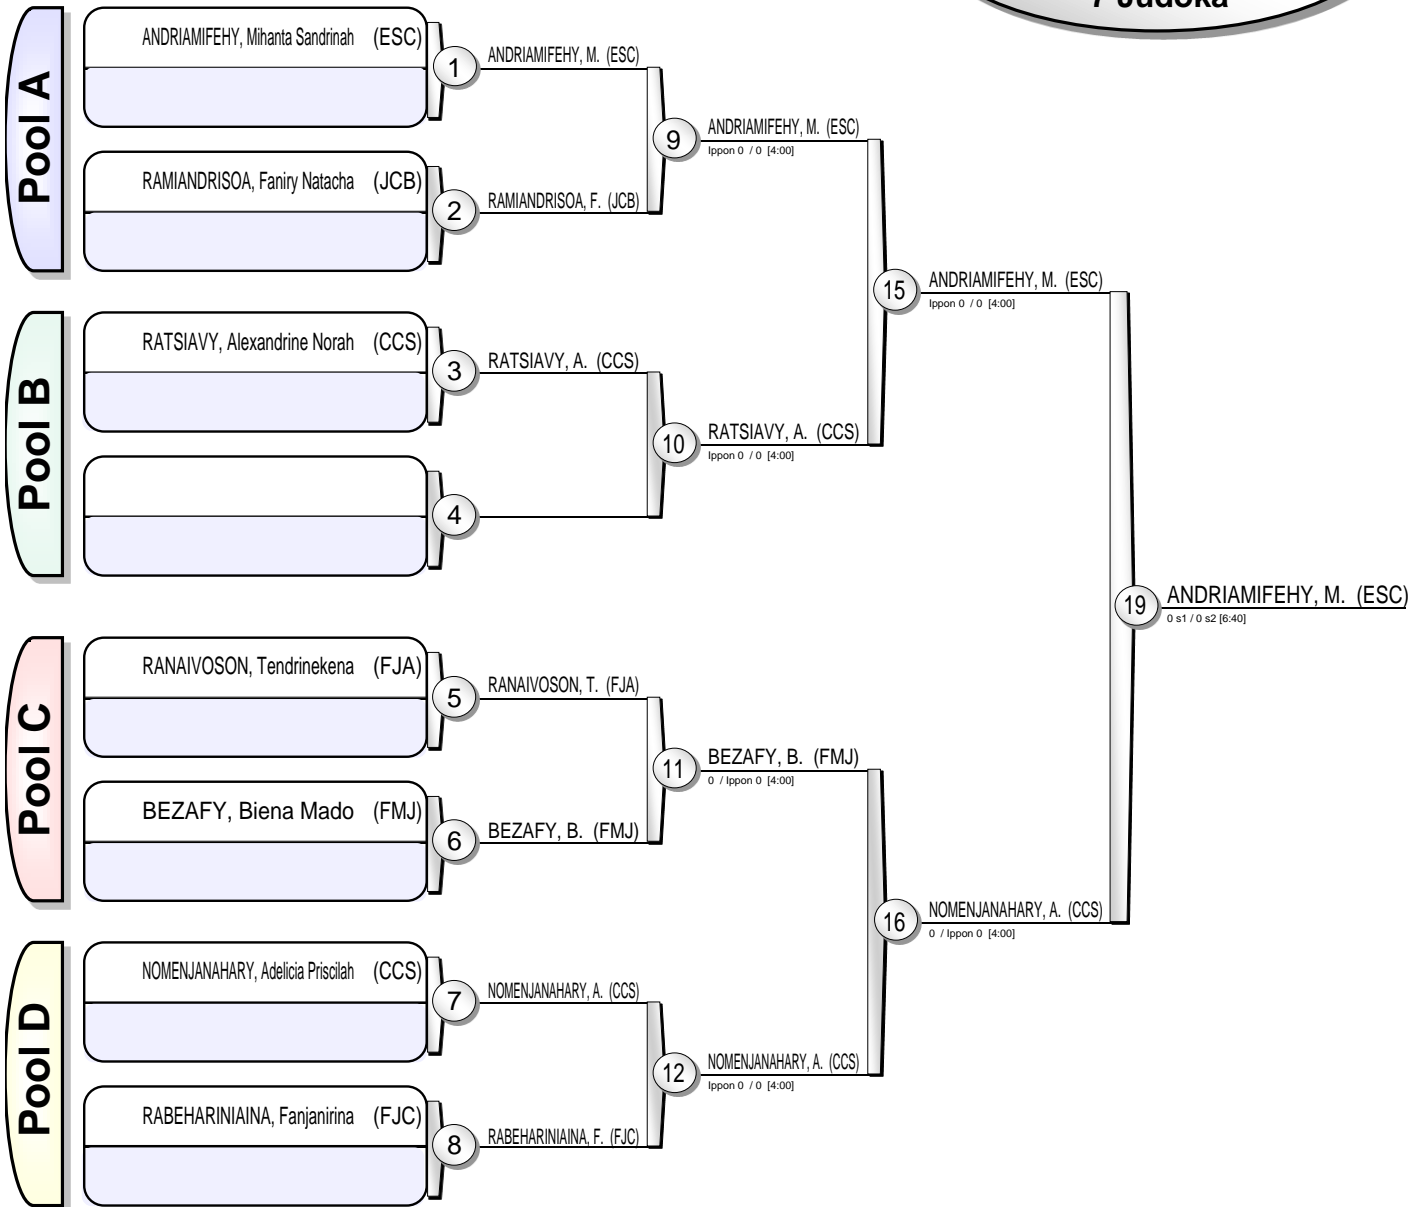 7 Judoka
Pool A
ANDRIAMIFEHY, Mihanta Sandrinah (ESC)
1
ANDRIAMIFEHY, M. (ESC)
RAMIANDRISOA, Faniry Natacha (JCB)
2
RAMIANDRISOA, F. (JCB)
9
ANDRIAMIFEHY, M. (ESC)
Ippon 0 / 0 [4:00]
Pool B
RATSIAVY, Alexandrine Norah (CCS)
3
RATSIAVY, A. (CCS)
4
10
RATSIAVY, A. (CCS)
Ippon 0 / 0 [4:00]
15
ANDRIAMIFEHY, M. (ESC)
Ippon 0 / 0 [4:00]
Pool C
RANAIVOSON, Tendrinekena (FJA)
5
RANAIVOSON, T. (FJA)
BEZAFY, Biena Mado (FMJ)
6
BEZAFY, B. (FMJ)
11
BEZAFY, B. (FMJ)
0 / Ippon 0 [4:00]
Pool D
NOMENJANAHARY, Adelicia Priscilah (CCS)
7
NOMENJANAHARY, A. (CCS)
RABEHARINIAINA, Fanjanirina (FJC)
8
RABEHARINIAINA, F. (FJC)
12
NOMENJANAHARY, A. (CCS)
Ippon 0 / 0 [4:00]
16
NOMENJANAHARY, A. (CCS)
0 / Ippon 0 [4:00]
19
ANDRIAMIFEHY, M. (ESC)
0 s1 / 0 s2 [6:40]